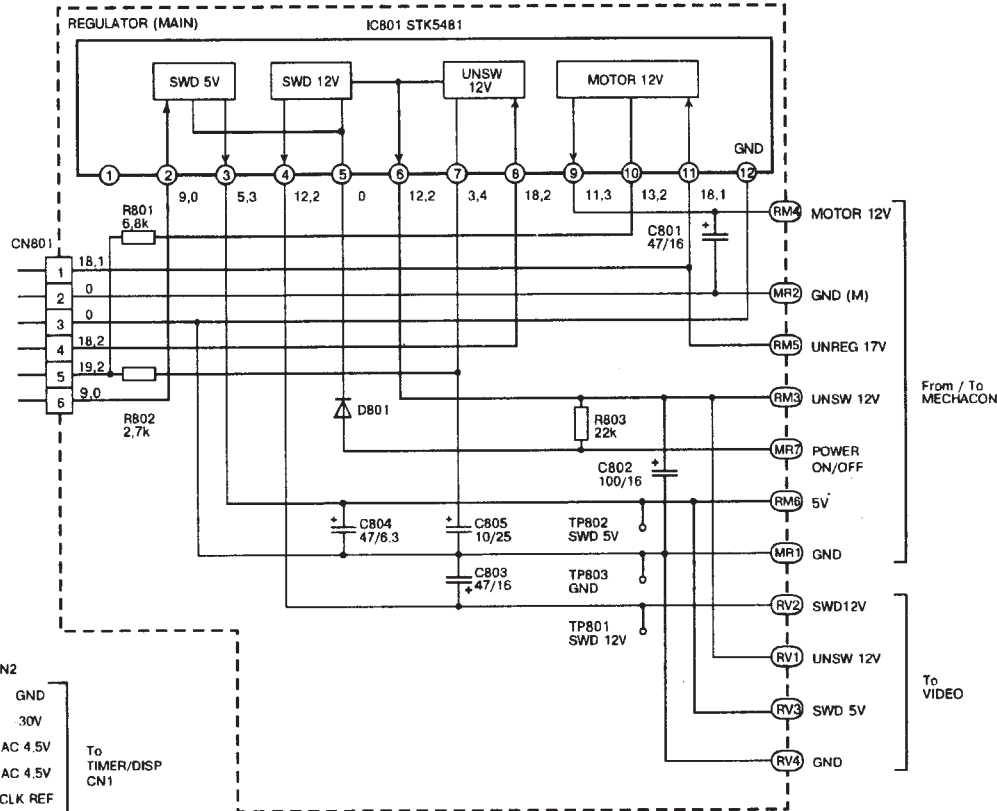 REGULATOR (MAIN)
IC801 STK5481
SWD 5V
SWD 12V
UNSW
12V
MOTOR 12V
GND
1
2
3
4
5
6
7
8
9
10
11
12
9,0
5,3
12,2
0
12,2
3,4
18,2
11,3
13,2
18,1
R801
6,8k
C801
47/16
+
RM4 MOTOR 12V
CN801
1 18,1
2 0
3 0
4 18,2
5 19,2
6 9,0
R802
2,7k
MR2 GND (M)
RM5 UNREG 17V
RM3 UNSW 12V
From / To
MECHACON
D801
R803
22k
MR7 POWER
ON/OFF
C802
100/16
+
RM6 5V
+ C804
47/6.3
+ C805
10/25
TP802
SWD 5V
MR1 GND
C803
+ 47/16
TP803
GND
RV2 SWD12V
TP801
SWD 12V
RV1 UNSW 12V
To
VIDEO
RV3 SWD 5V
RV4 GND
N2
GND
-30V
AC 4,5V
AC 4,5V
CLK REF
To
TIMER/DISP
CN1